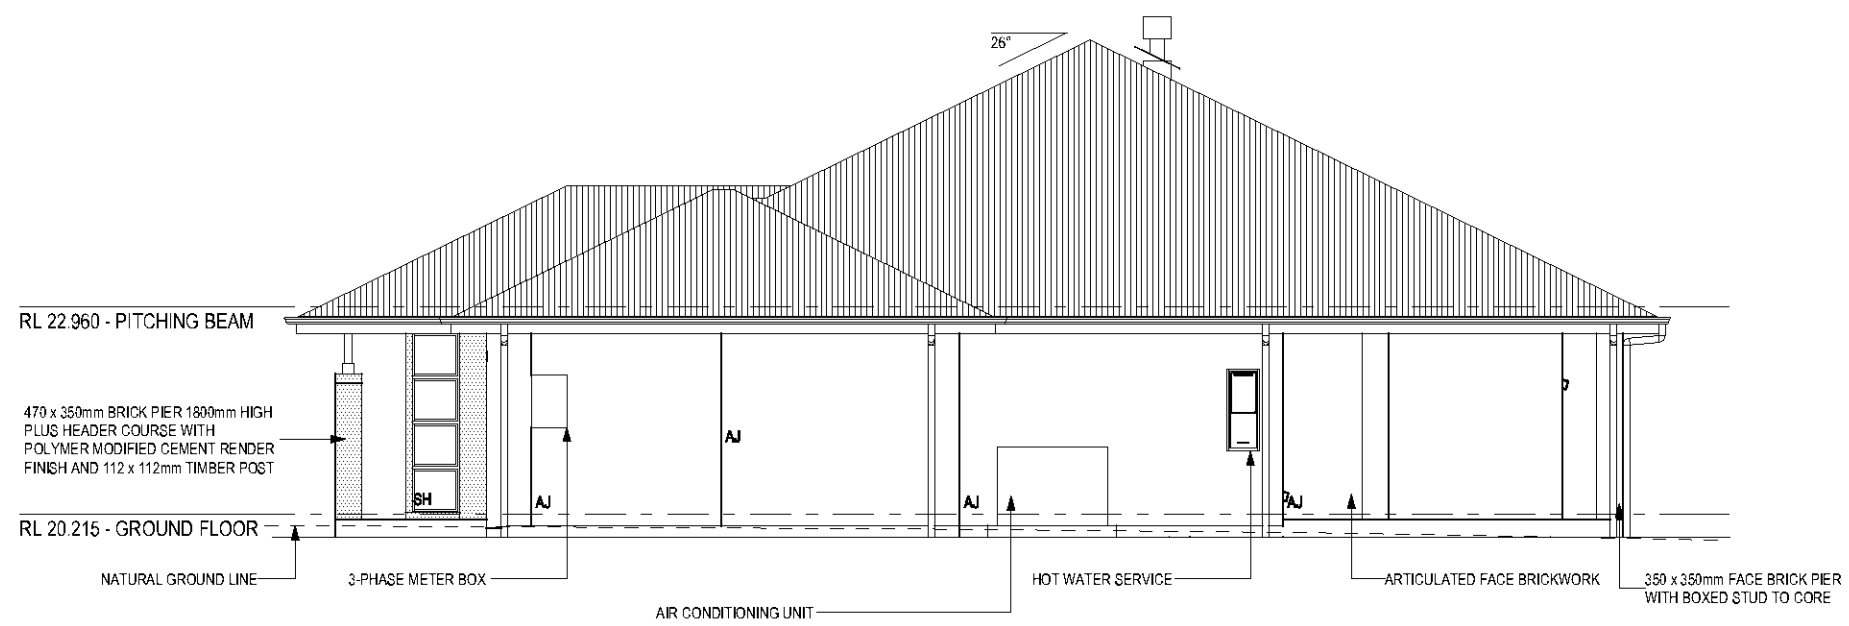 26°
RL 22.960 - PITCHING BEAM
470 x 350mm BRICK PIER 1800mm HIGH
PLUS HEADER COURSE WITH
POLYMER MODIFIED CEMENT RENDER
FINISH AND 112 x 112mm TIMBER POST
AJ
SH
AJ
AJ
AJ
RL 20.215 - GROUND FLOOR
NATURAL GROUND LINE
3-PHASE METER BOX
HOT WATER SERVICE
ARTICULATED FACE BRICKWORK
350 x 350mm FACE BRICK PIER
WITH BOXED STUD TO CORE
AIR CONDITIONING UNIT